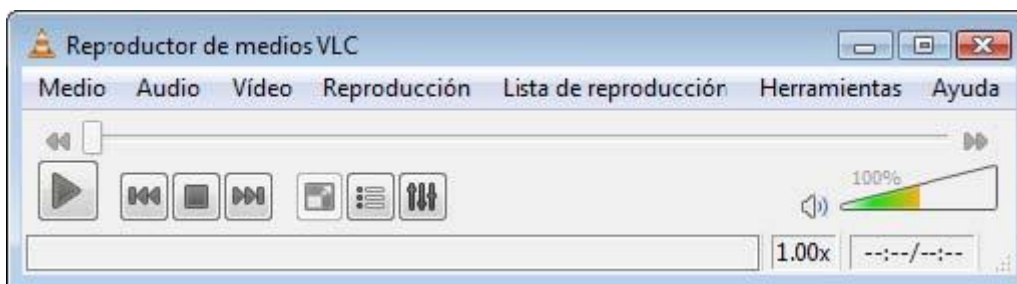 Reproductor de medios VLC
Medio Audio Vídeo Reproducción Lista de reproducción Herramientas Ayuda
100%
1.00x --:--/--:--